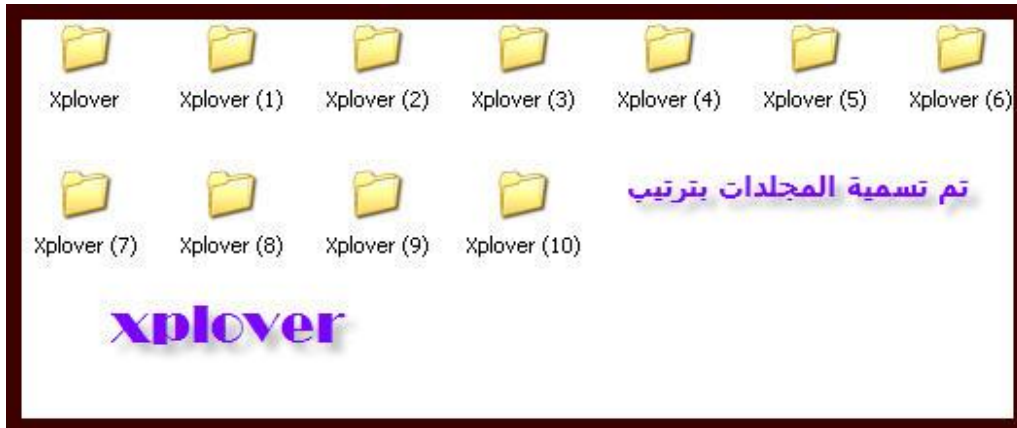 Xplover Xplover (1) Xplover (2) Xplover (3) Xplover (4) Xplover (5) Xplover (6)
تم تسمية المجلدات بترتيب
Xplover (7) Xplover (8) Xplover (9) Xplover (10)
xplover